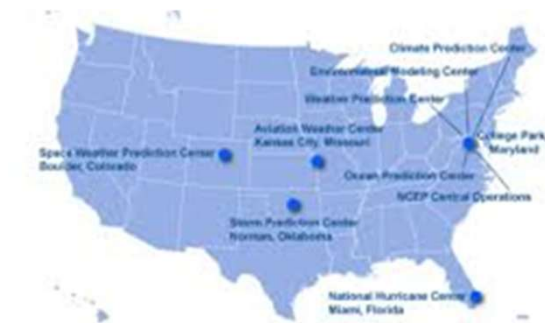 Climate Prediction Center
Environmental Modeling Center
Weather Prediction Center
Aviation Weather Center
Kansas City, Missouri
College Park
Maryland
Space Weather Prediction Center
Boulder, Colorado
Ocean Prediction Center
NCEP Central Operations
Storm Prediction Center
Norman, Oklahoma
National Hurricane Center
Miami, Florida